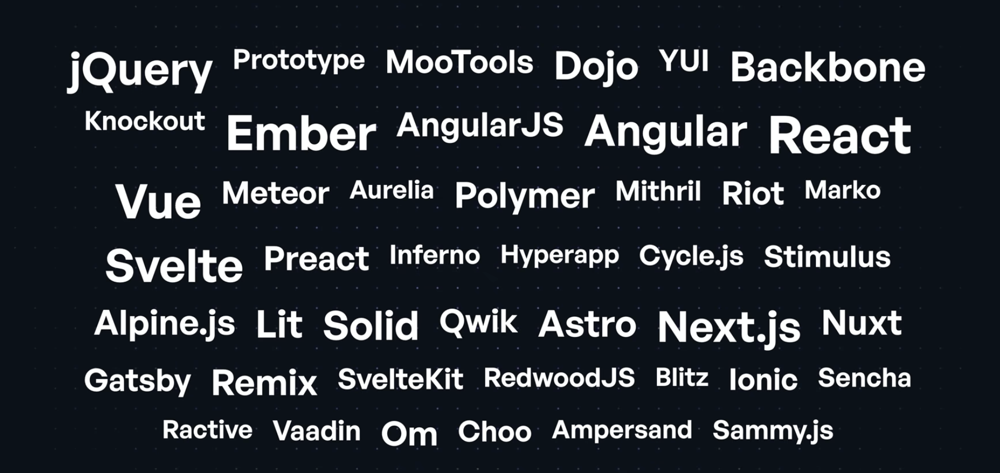 jQuery Prototype MooTools Dojo YUI Backbone
Knockout Ember AngularJS Angular React
Vue Meteor Aurelia Polymer Mithril Riot Marko
Svelte Preact Inferno Hyperapp Cycle.js Stimulus
Alpine.js Lit Solid Qwik Astro Next.js Nuxt
Gatsby Remix SvelteKit RedwoodJS Blitz Ionic Sencha
Ractive Vaadin Om Choo Ampersand Sammy.js